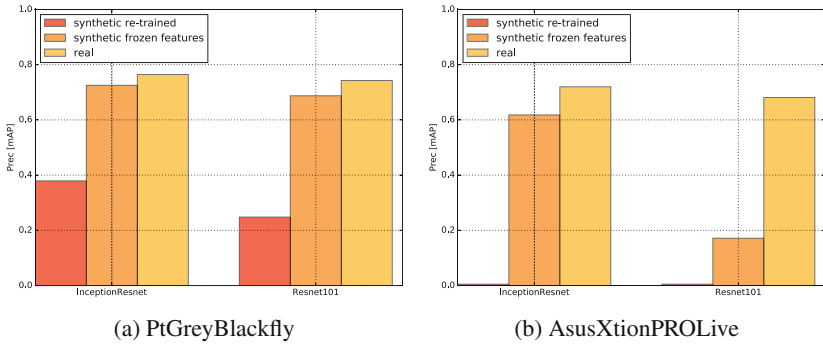 synthetic re-trained
synthetic frozen features
real
Prec [mAP]
1.0
0.8
0.6
0.4
0.2
0.0
InceptionResnet Resnet101
(a) PtGreyBlackfly
synthetic re-trained
synthetic frozen features
real
Prec [mAP]
1.0
0.8
0.6
0.4
0.2
0.0
InceptionResnet Resnet101
(b) AsusXtionPROLive